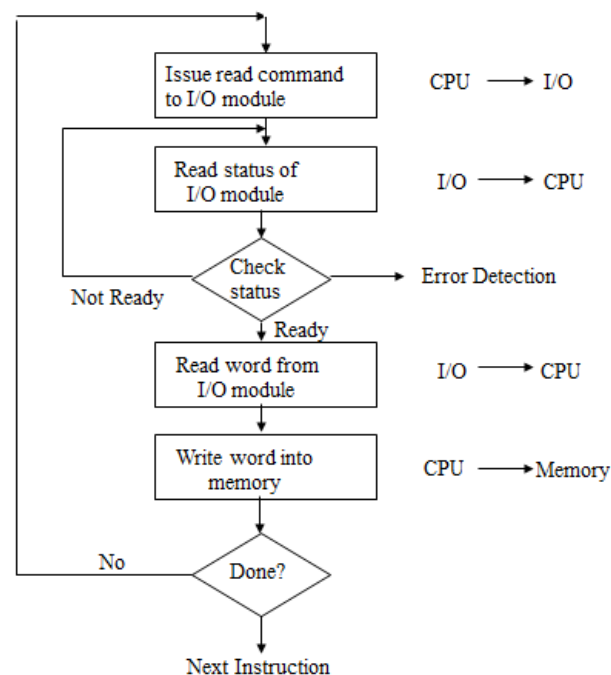 Issue read command
to I/O module
CPU → I/O
Read status of
I/O module
I/O → CPU
Check
status
Error Detection
Not Ready
Ready
Read word from
I/O module
I/O → CPU
Write word into
memory
CPU → Memory
No
Done?
Next Instruction